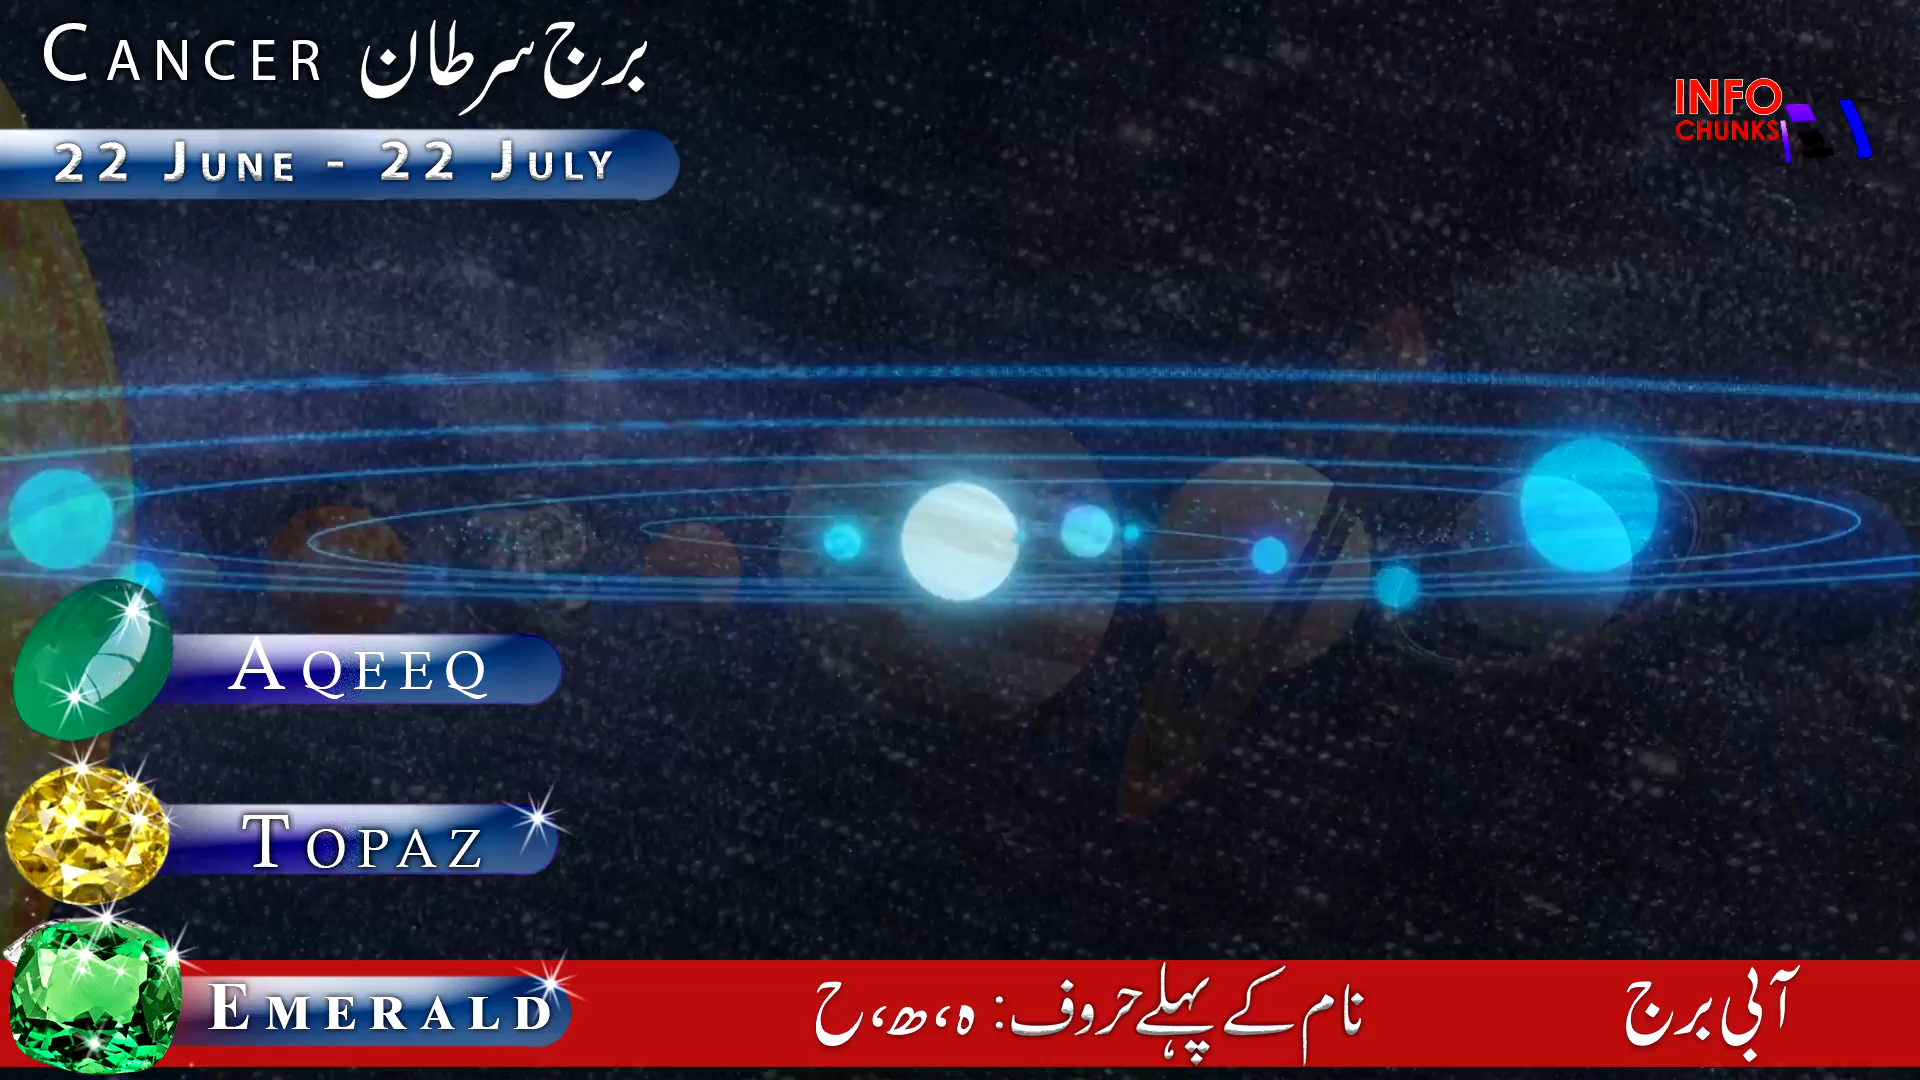 CANCER برج سرطان
22 JUNE - 22 JULY
INFO
CHUNKS
AQEEQ
TOPAZ
EMERALD
آبی برج
نام کے پہلے حروف: ہ، ھ، ح